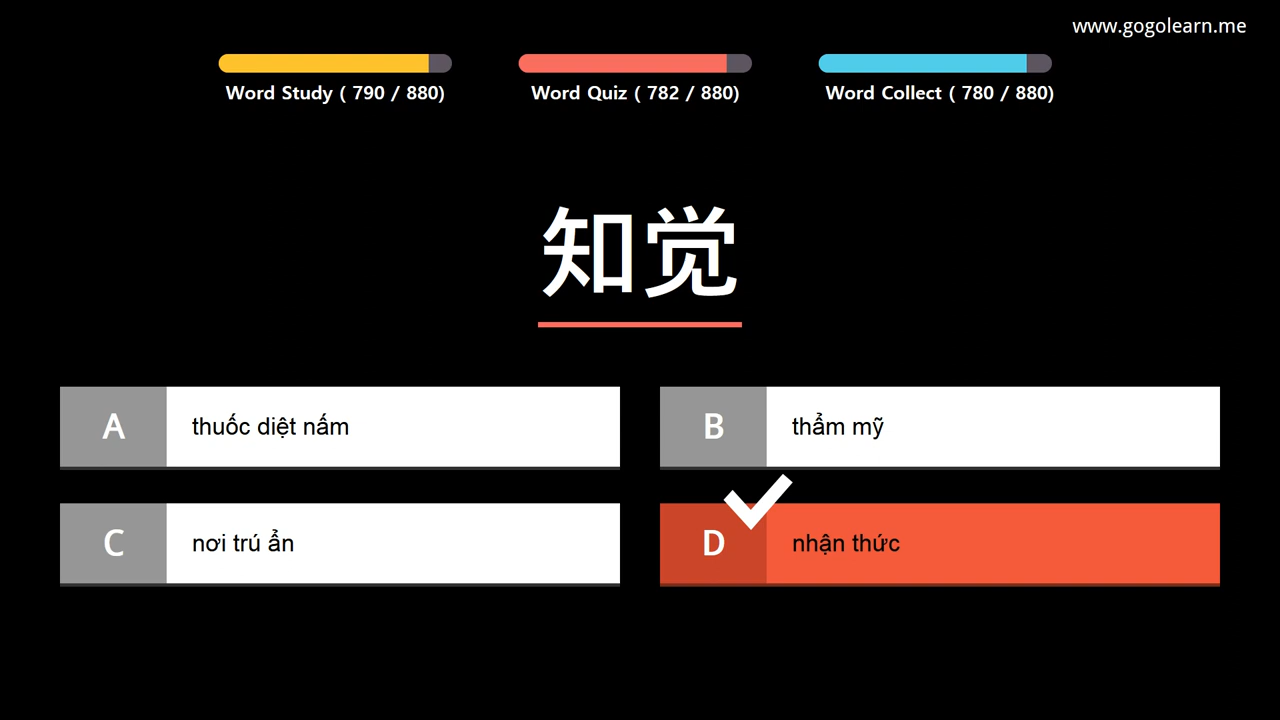 www.gogolearn.me
Word Study ( 790 / 880)
Word Quiz ( 782 / 880)
Word Collect ( 780 / 880)
知觉
A thuốc diệt nấm
B thẩm mỹ
C nơi trú ẩn
D nhận thức